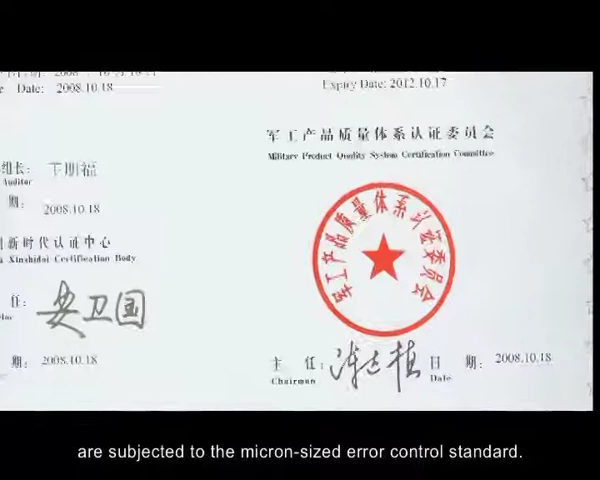 Date: 2008.10.18
Expiry Date: 2012.10.17
军工产品质量体系认证委员会
Military Product Quality System Certification Committee
组长:
Auditor
期: 2008.10.18
新时代认证中心
Xinshidai Certification Body
任: 安卫国
期: 2008.10.18
军工产品质量体系认证委员会
主 任: 日 期: 2008.10.18
Chairman Date
are subjected to the micron-sized error control standard.